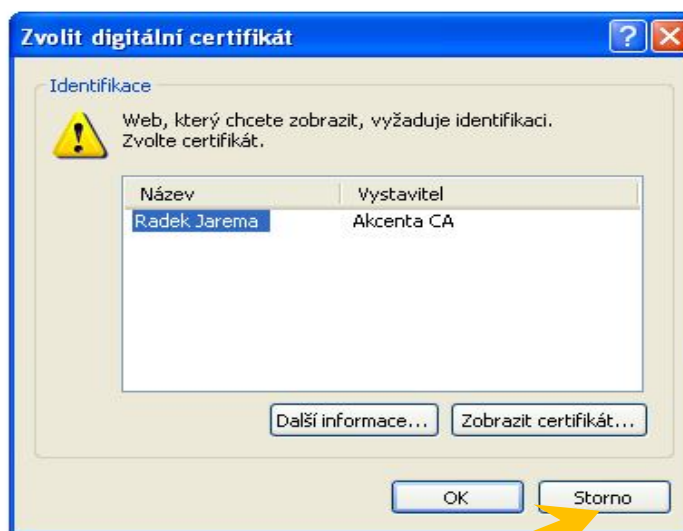 Zvolit digitální certifikát
Identifikace
Web, který chcete zobrazit, vyžaduje identifikaci.
Zvolte certifikát.
Název Vystavitel
Radek Jarema Akcenta CA
Další informace... Zobrazit certifikát...
OK Storno